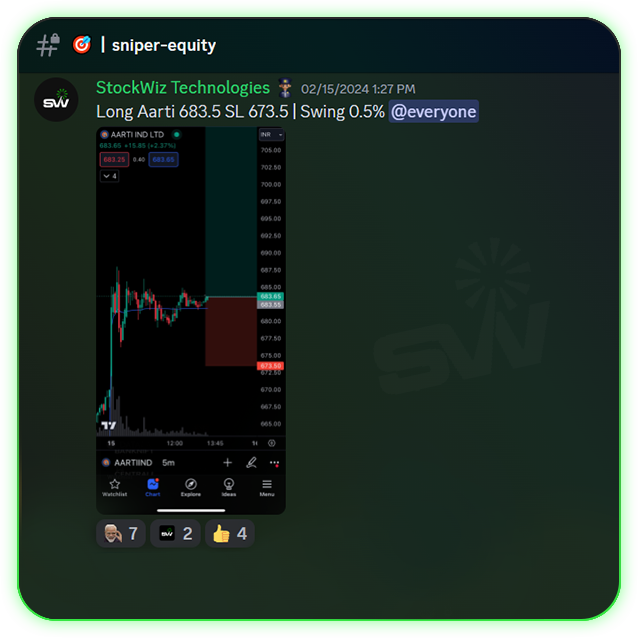 | sniper-equity
StockWiz Technologies 02/15/2024 1:27 PM
Long Aarti 683.5 SL 673.5 | Swing 0.5% @everyone
AARTI IND LTD
INR
683.65 +15.85 (+2.37%)
683.25 0.40 683.65
4
705.00
702.50
700.00
697.50
695.00
692.50
690.00
687.50
685.00
683.65
683.55
680.00
677.50
675.00
673.50
672.50
670.00
667.50
665.00
15 12:00 13:45 1
AARTIIND 5m
Watchlist Chart Explore Ideas Menu
7 2 4
SW
SW